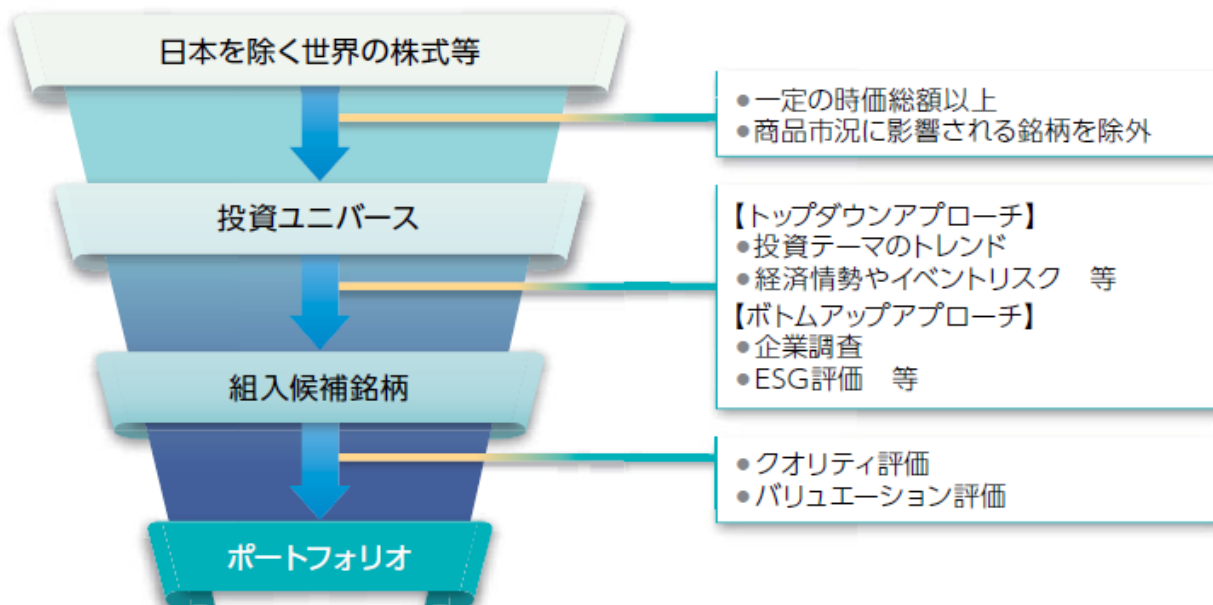 日本を除く世界の株式等
●一定の時価総額以上
●商品市況に影響される銘柄を除外
投資ユニバース
【トップダウンアプローチ】
●投資テーマのトレンド
●経済情勢やイベントリスク　等
【ボトムアップアプローチ】
●企業調査
●ESG評価　等
組入候補銘柄
●クオリティ評価
●バリュエーション評価
ポートフォリオ